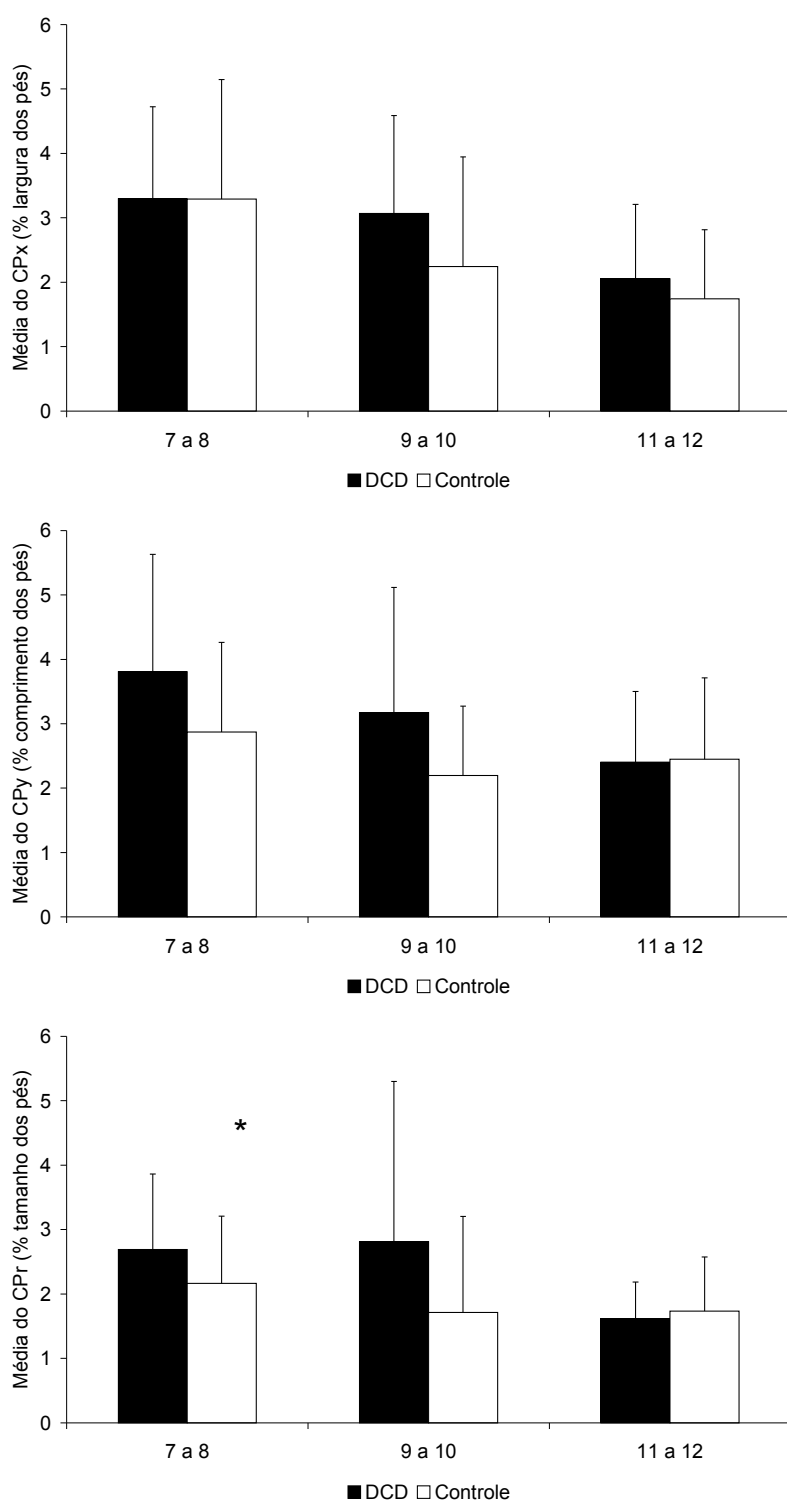 Média do CPx (% largura dos pés)
6
5
4
3
2
1
0
7 a 8 9 a 10 11 a 12
DCD Controle
Média do CPy (% comprimento dos pés)
6
5
4
3
2
1
0
7 a 8 9 a 10 11 a 12
DCD Controle
Média do CPr (% tamanho dos pés)
6
5
4
3
2
1
0
*
7 a 8 9 a 10 11 a 12
DCD Controle